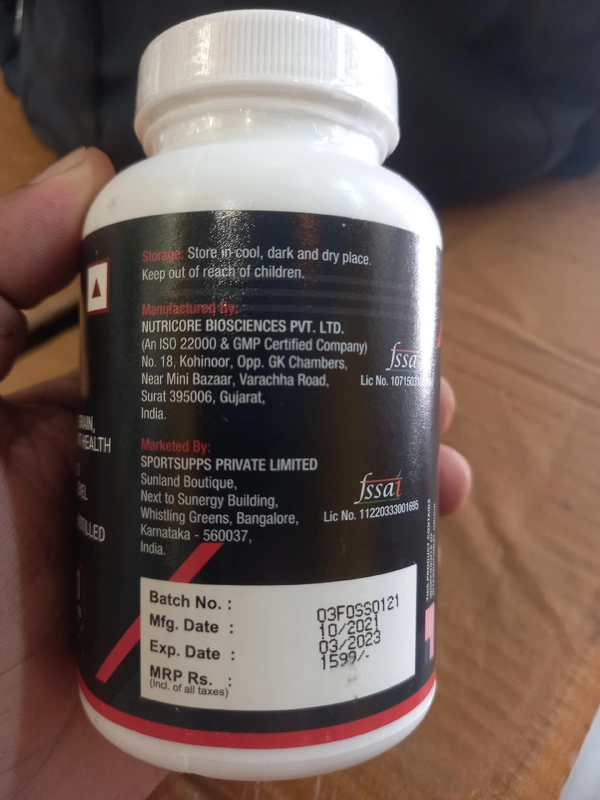 Storage: Store in cool, dark and dry place.
Keep out of reach of children.
Manufactured By:
NUTRICORE BIOSCIENCES PVT. LTD.
(An ISO 22000 & GMP Certified Company)
No. 18, Kohinoor, Opp. GK Chambers,
Near Mini Bazaar, Varachha Road,
Surat 395006, Gujarat,
India.
fssai
Lic No.
Marketed By:
SPORTSUPPS PRIVATE LIMITED
Sunland Boutique,
Next to Sunergy Building,
Whistling Greens, Bangalore,
Karnataka - 560037,
India.
fssai
Lic No. 11220333001695
HEALTH
Batch No. : 03FOSS0121
Mfg. Date : 10/2021
Exp. Date : 03/2023
MRP Rs. : 1599/-
(Incl. of all taxes)